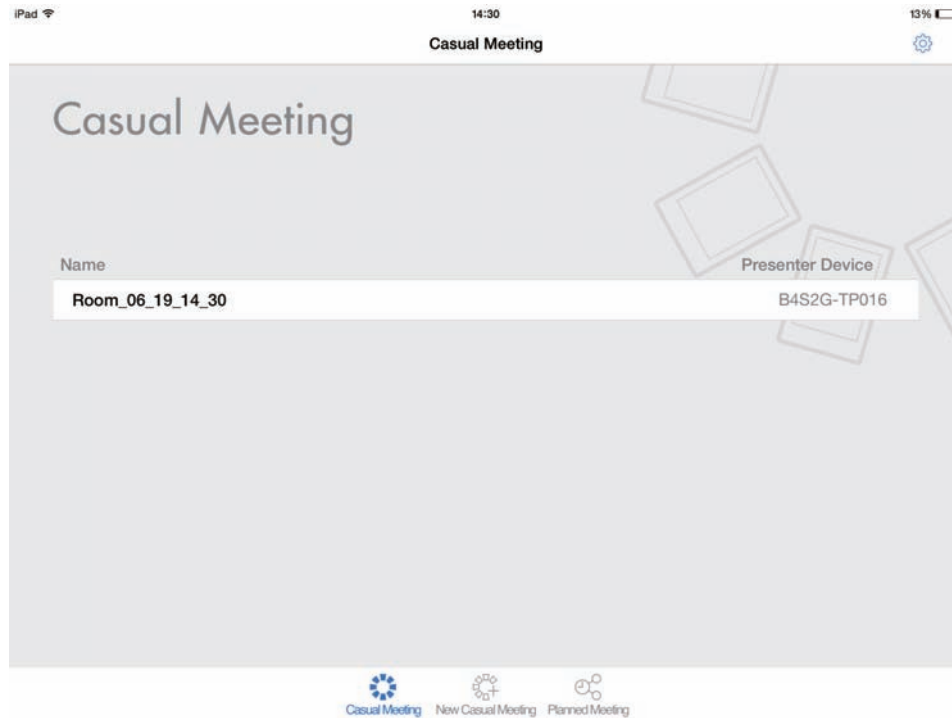 iPad 14:30 13%
Casual Meeting
Casual Meeting
Name Presenter Device
Room_06_19_14_30 B4S2G-TP016
Casual Meeting New Casual Meeting Planned Meeting